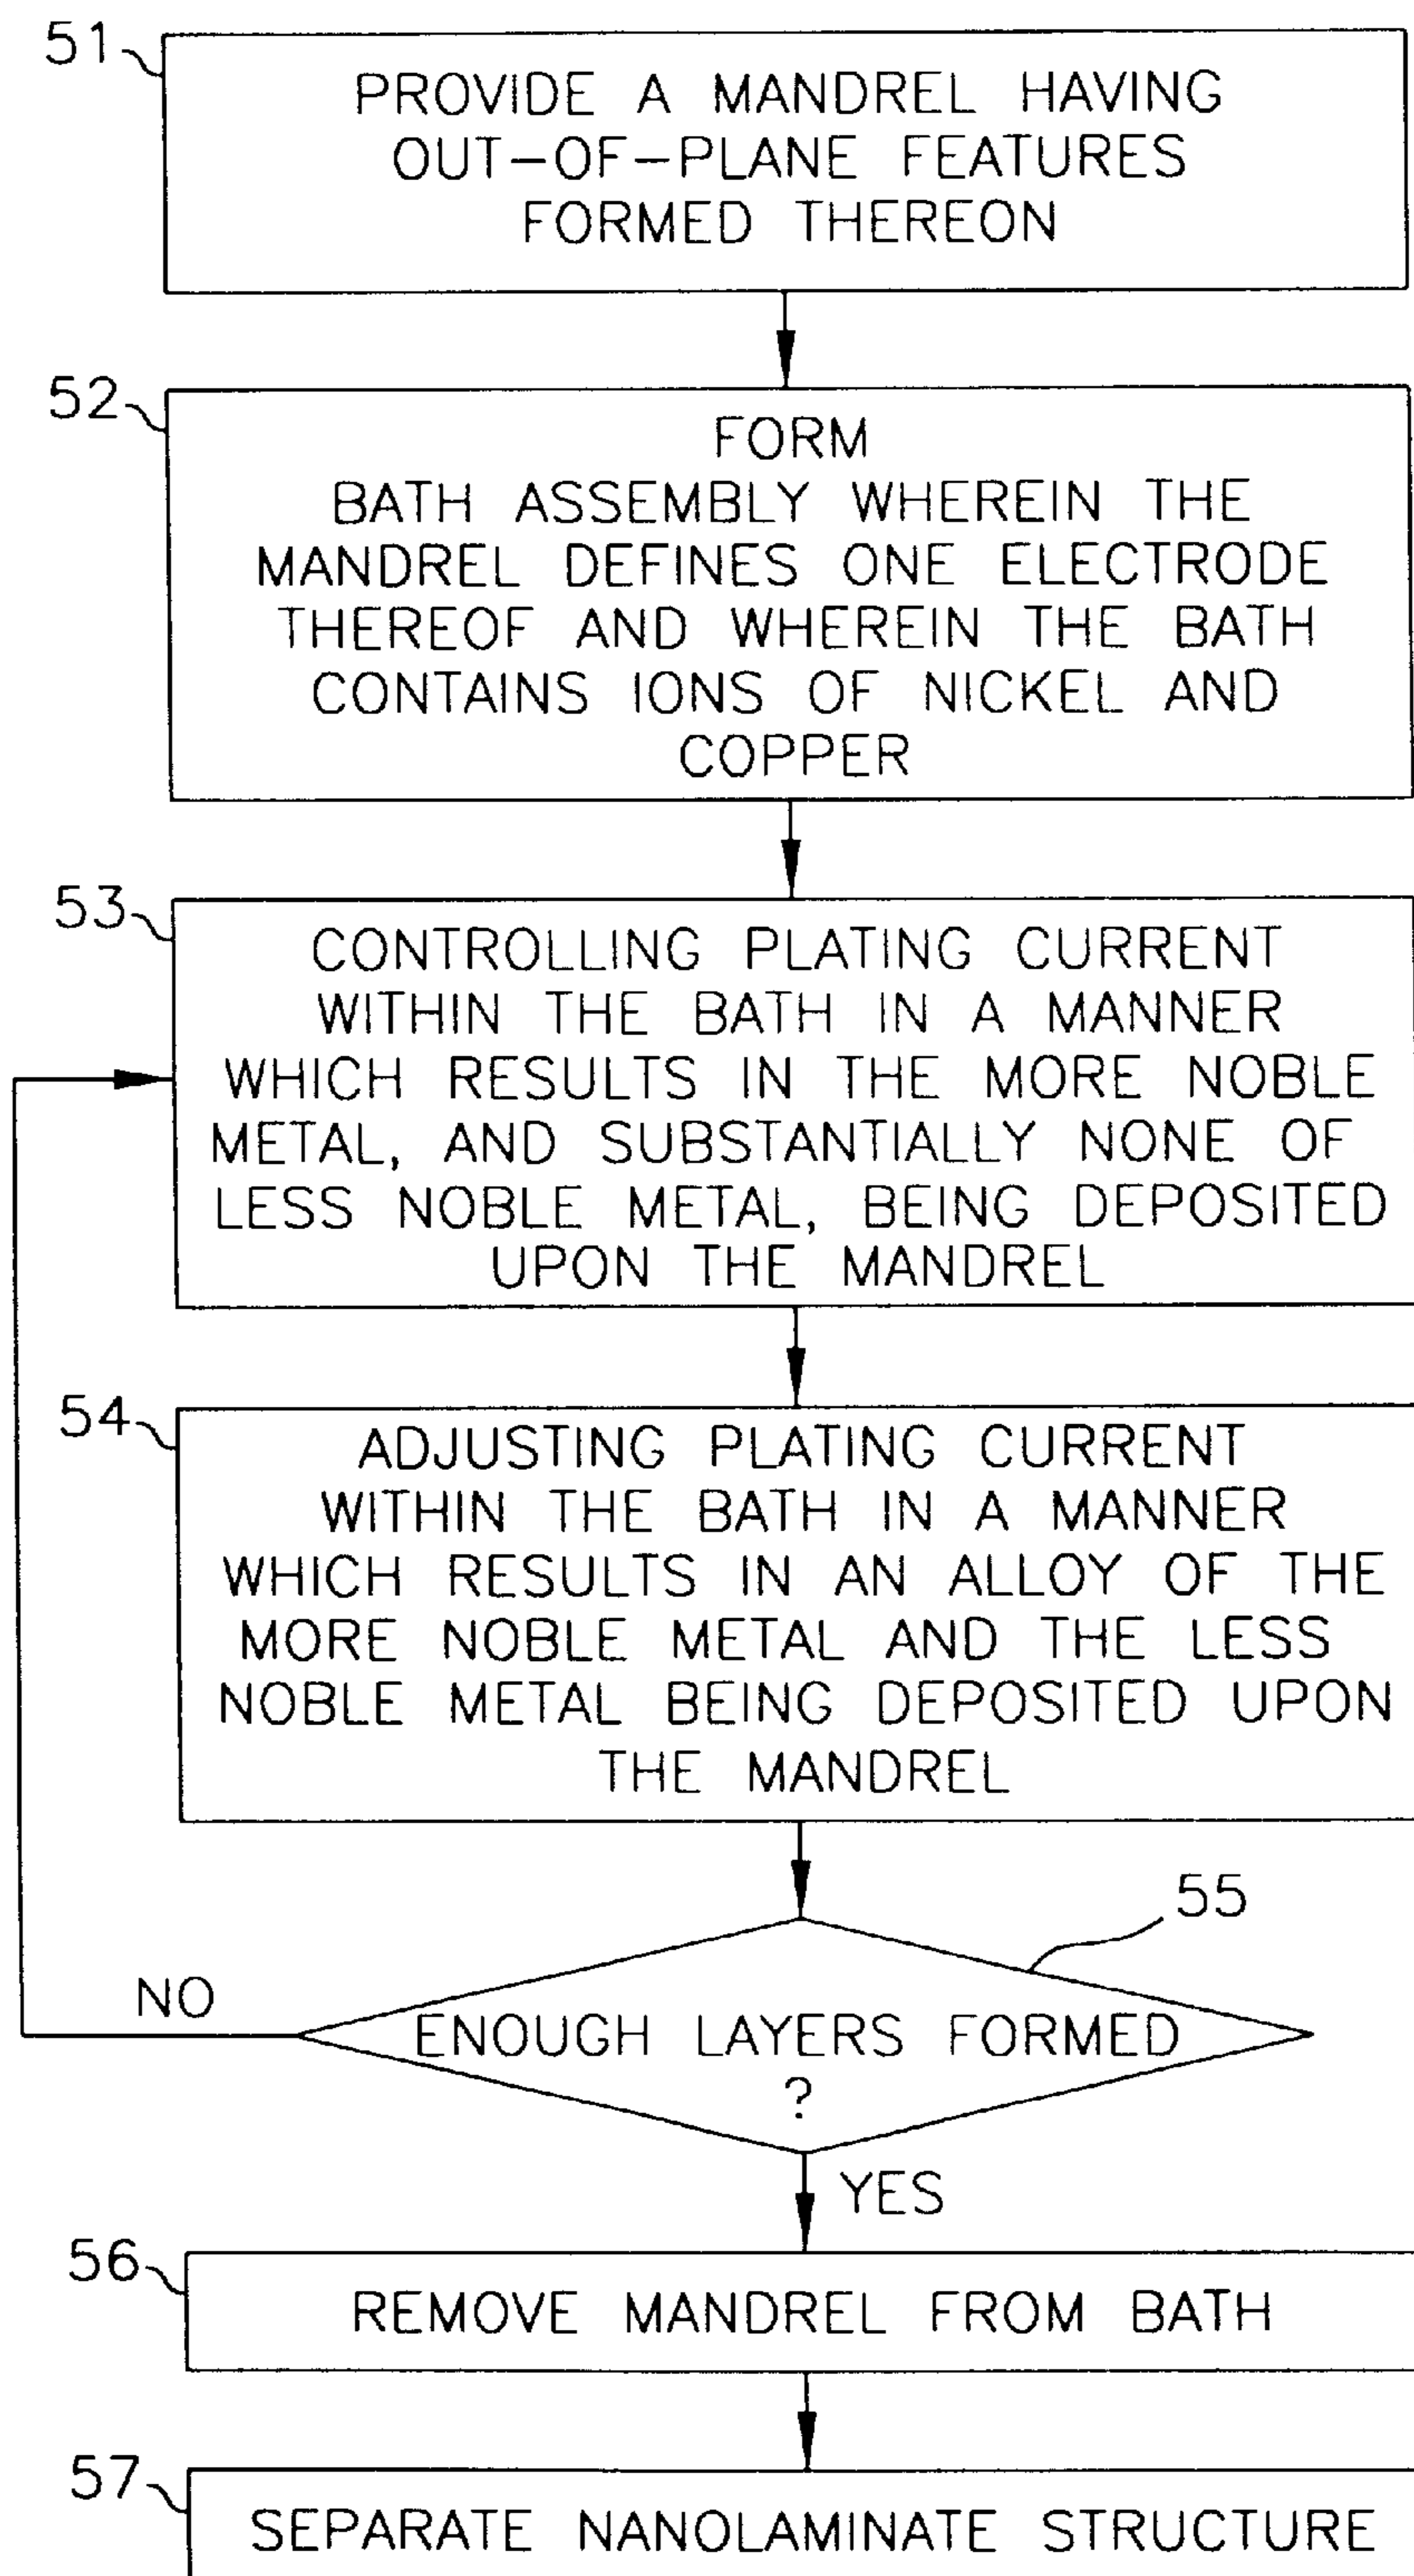 51
PROVIDE A MANDREL HAVING
OUT-OF-PLANE FEATURES
FORMED THEREON
52
FORM
BATH ASSEMBLY WHEREIN THE
MANDREL DEFINES ONE ELECTRODE
THEREOF AND WHEREIN THE BATH
CONTAINS IONS OF NICKEL AND
COPPER
53
CONTROLLING PLATING CURRENT
WITHIN THE BATH IN A MANNER
WHICH RESULTS IN THE MORE NOBLE
METAL, AND SUBSTANTIALLY NONE OF
LESS NOBLE METAL, BEING DEPOSITED
UPON THE MANDREL
54
ADJUSTING PLATING CURRENT
WITHIN THE BATH IN A MANNER
WHICH RESULTS IN AN ALLOY OF THE
MORE NOBLE METAL AND THE LESS
NOBLE METAL BEING DEPOSITED UPON
THE MANDREL
55
NO
ENOUGH LAYERS FORMED
?
YES
56
REMOVE MANDREL FROM BATH
57
SEPARATE NANOLAMINATE STRUCTURE